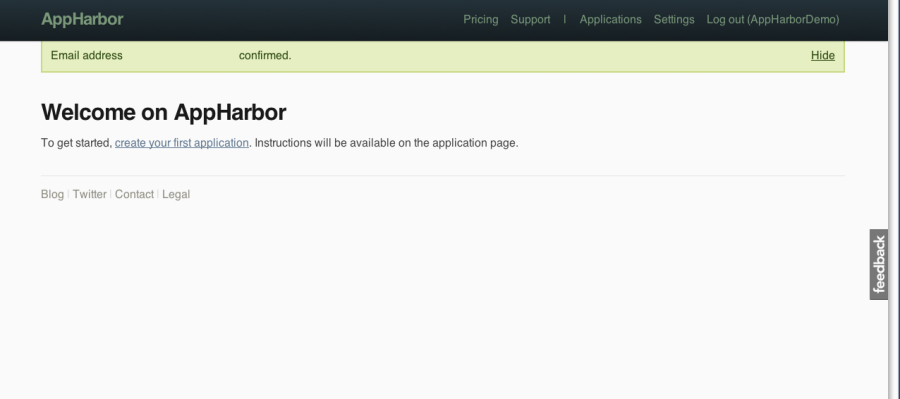 AppHarbor Pricing Support | Applications Settings Log out (AppHarborDemo)
Email address confirmed. Hide
Welcome on AppHarbor
To get started, create your first application. Instructions will be available on the application page.
Blog | Twitter | Contact | Legal
feedback